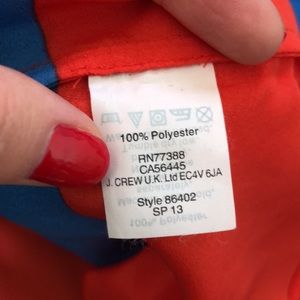 100% Polyester
RN77388
CA56445
J. CREW U.K. Ltd EC4V 6JA
Style 86402
SP 13